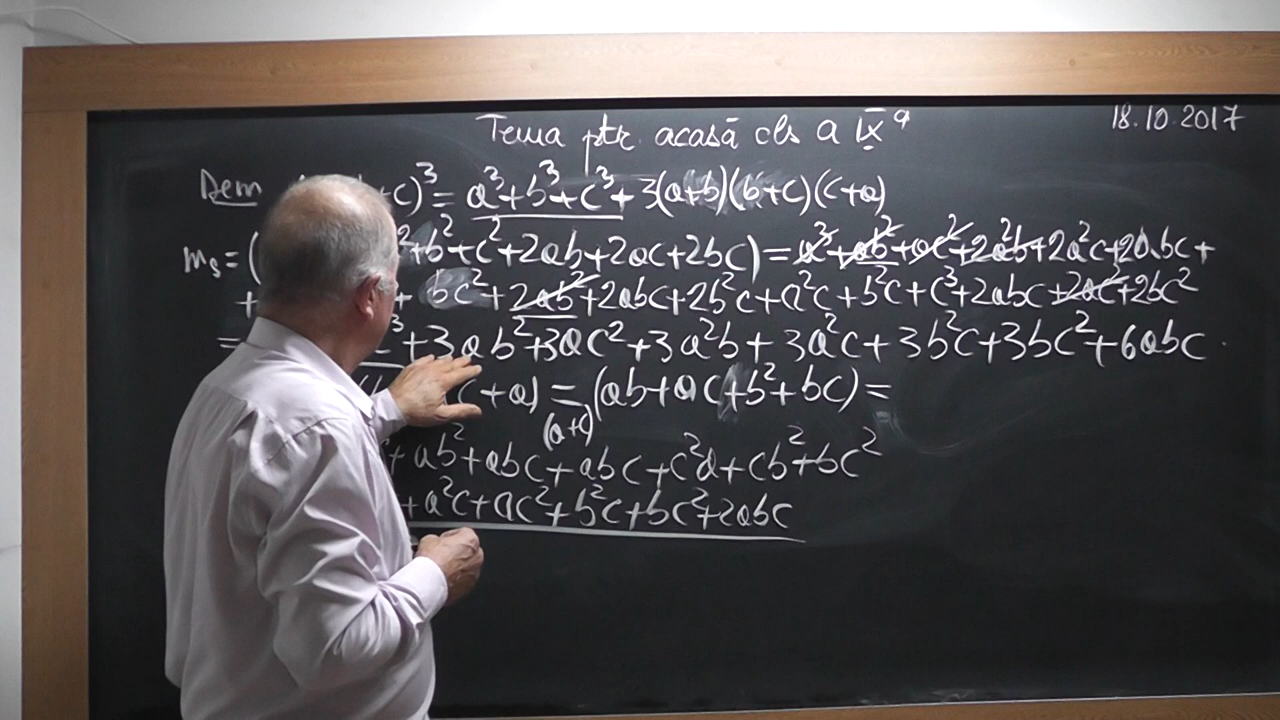 Tema ptr. acasă cls a IX a
18.10.2017
Dem +c)³ = a³+b³+c³+3(a+b)(b+c)(c+a)
m_s=( ²+b²+c²+2ab+2ac+2bc)=a³+ab²+ac²+2a²b+2a²c+2abc+
+ + bc²+2ab²+2abc+2b²c+a²c+b²c+c³+2abc+2ac²+2bc²
= ³+3ab²+3ac²+3a²b+3a²c+3b²c+3bc²+6abc.
c+a)=(ab+ac+b²+bc)=
(a+c)
+ab²+abc+abc+c²a+cb²+bc²
+a²c+ac²+b²c+bc²+2abc